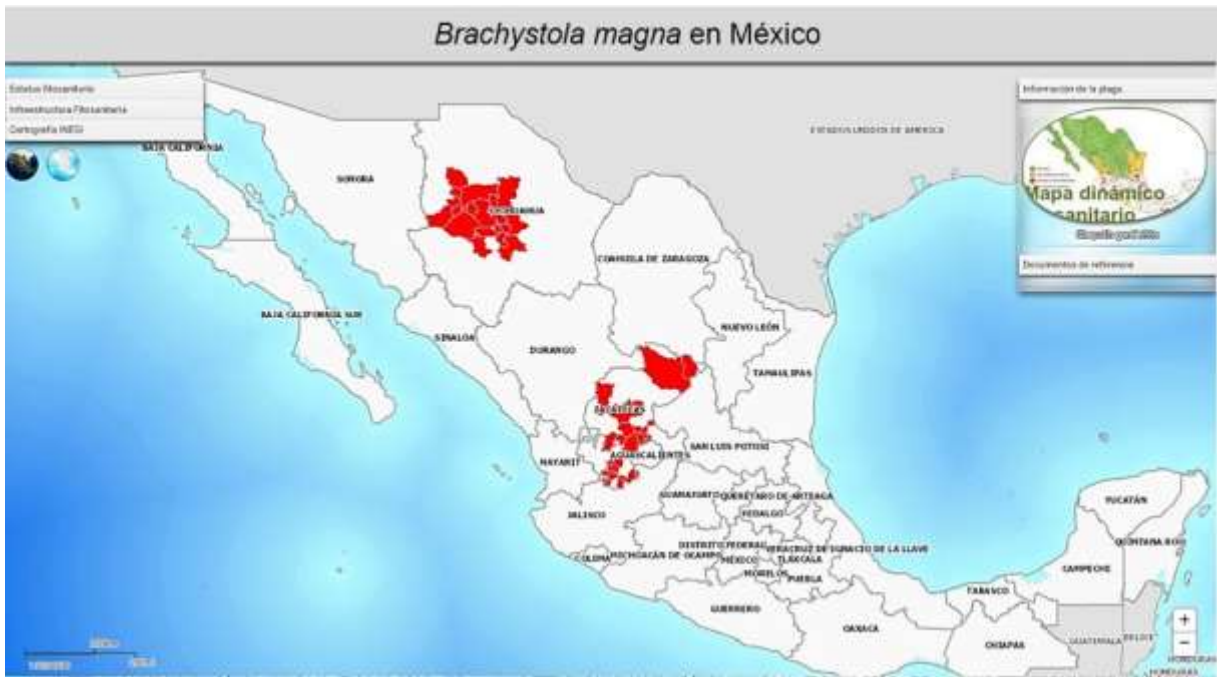 Brachystola magna en México
Estatus fitosanitario
Infraestructura Fitosanitaria
Cartografía INEGI
Información de la plaga
Mapa dinámico
sanitario
Documentos de referencia
ESTADOS UNIDOS DE AMERICA
BAJA CALIFORNIA
SONORA
CHIHUAHUA
COAHUILA DE ZARAGOZA
BAJA CALIFORNIA SUR
SINALOA
DURANGO
NUEVO LEÓN
TAMAULIPAS
ZACATECAS
SAN LUIS POTOSI
NAYARIT
AGUASCALIENTES
GUANAJUATO
QUERÉTARO DE ARTEAGA
HIDALGO
JALISCO
YUCATÁN
QUINTANA ROO
DISTRITO FEDERAL
VERACRUZ DE IGNACIO DE LA LLAVE
COLIMA
MICHOACÁN DE OCAMPO
MÉXICO
TLAXCALA
CAMPECHE
MORELOS
PUEBLA
TABASCO
GUERRERO
OAXACA
CHIAPAS
GUATEMALA
BELICE
HONDURAS
HONDURAS
+
−